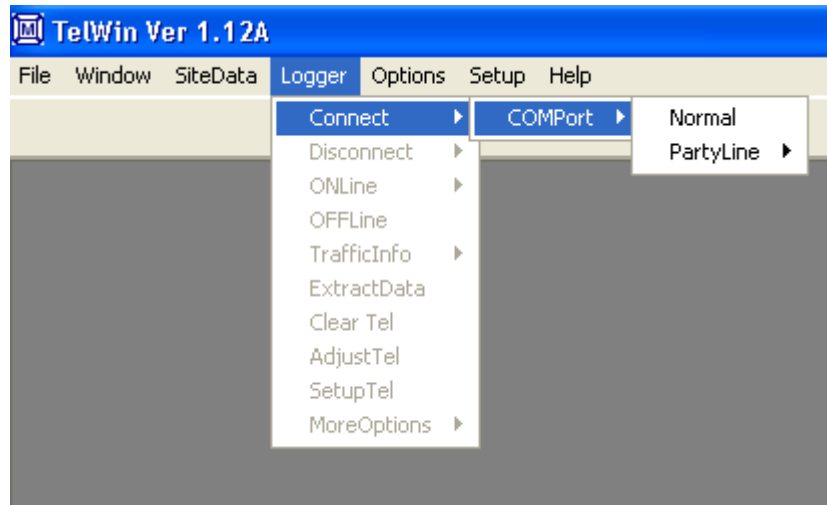 TelWin Ver 1.12A
File Window SiteData Logger Options Setup Help
Connect COMPort Normal
Disconnect PartyLine
ONLine
OFFLine
TrafficInfo
ExtractData
Clear Tel
AdjustTel
SetupTel
MoreOptions